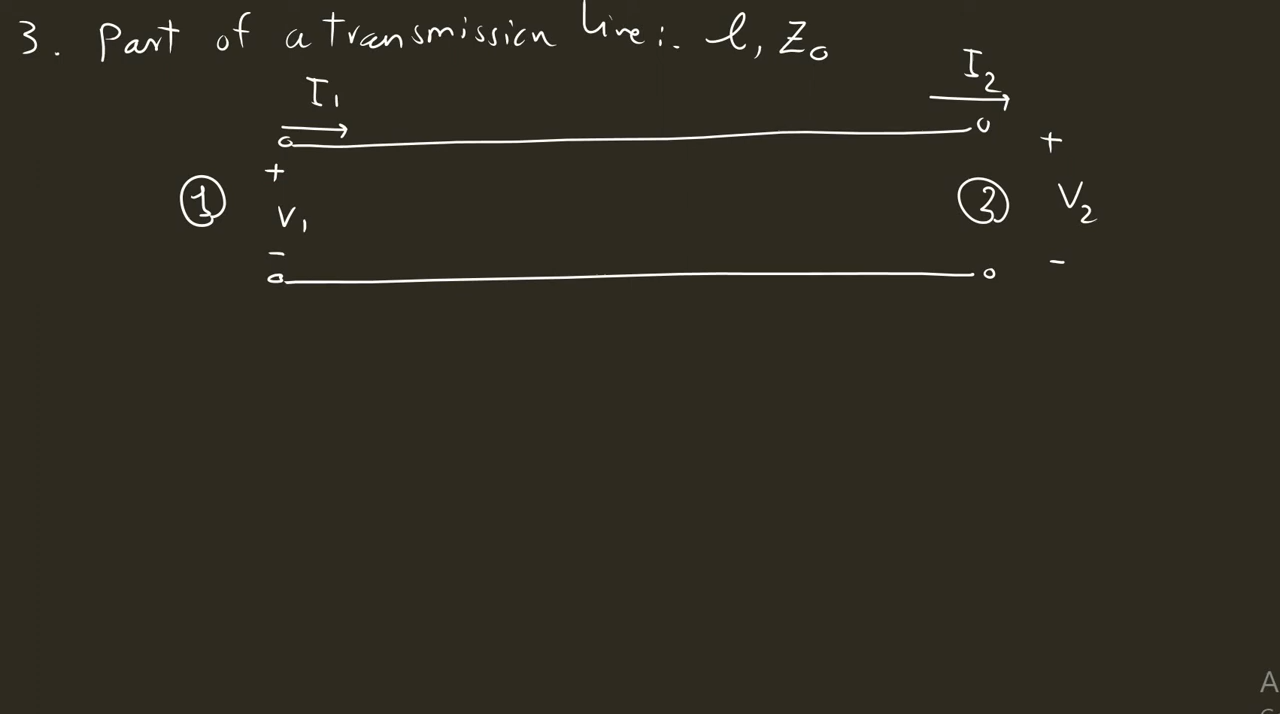 3. Part of a transmission line:. l, Z0
I1
I2
+
+
1
V1
2
V2
-
-
A